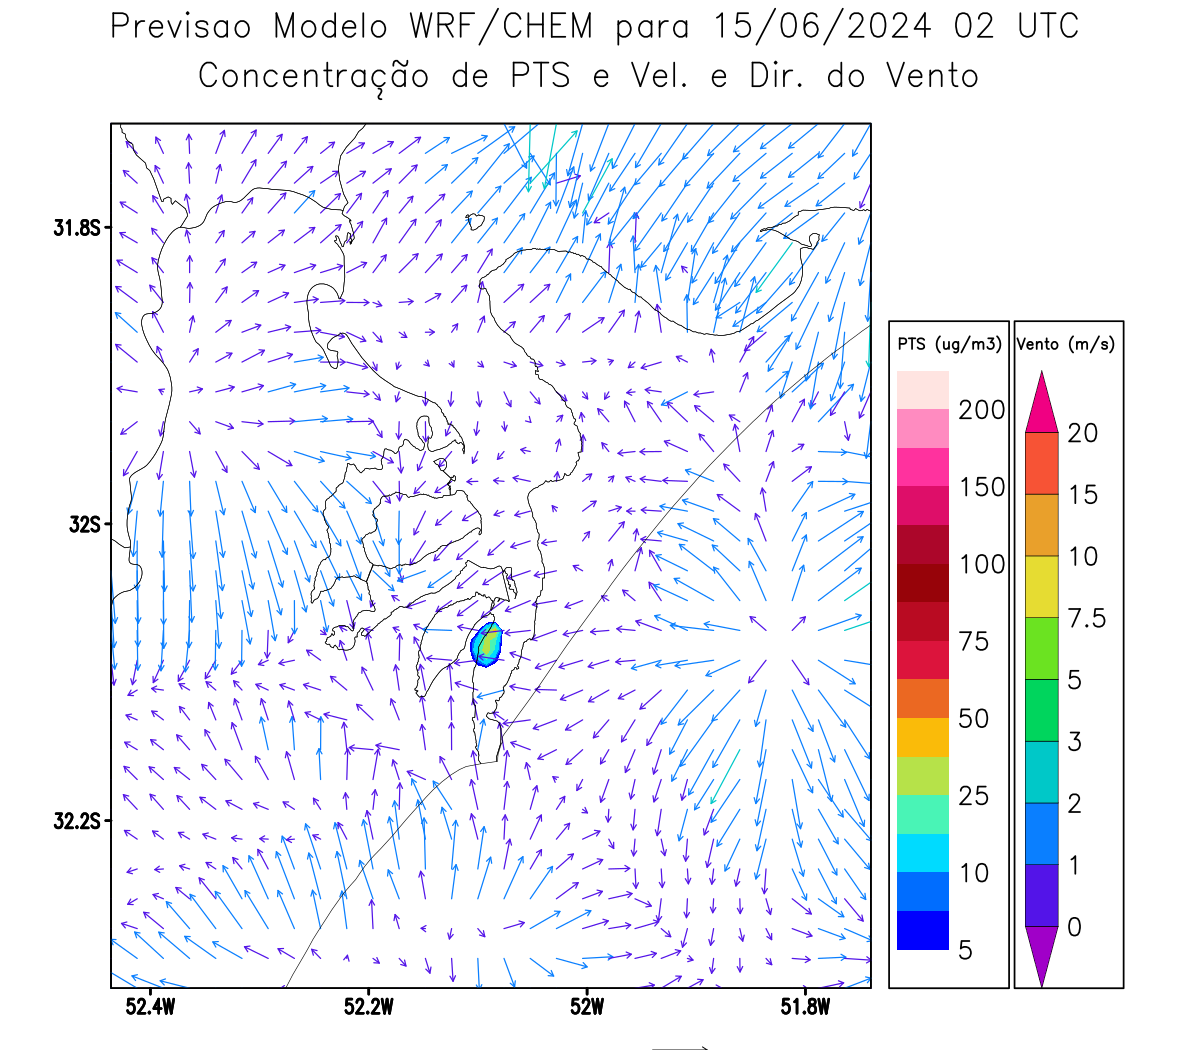 Previsao Modelo WRF/CHEM para 15/06/2024 02 UTC
Concentração de PTS e Vel. e Dir. do Vento
31.8S
32S
32.2S
52.4W 52.2W 52W 51.8W
PTS (ug/m3)
200
150
100
75
50
25
10
5
Vento (m/s)
20
15
10
7.5
5
3
2
1
0